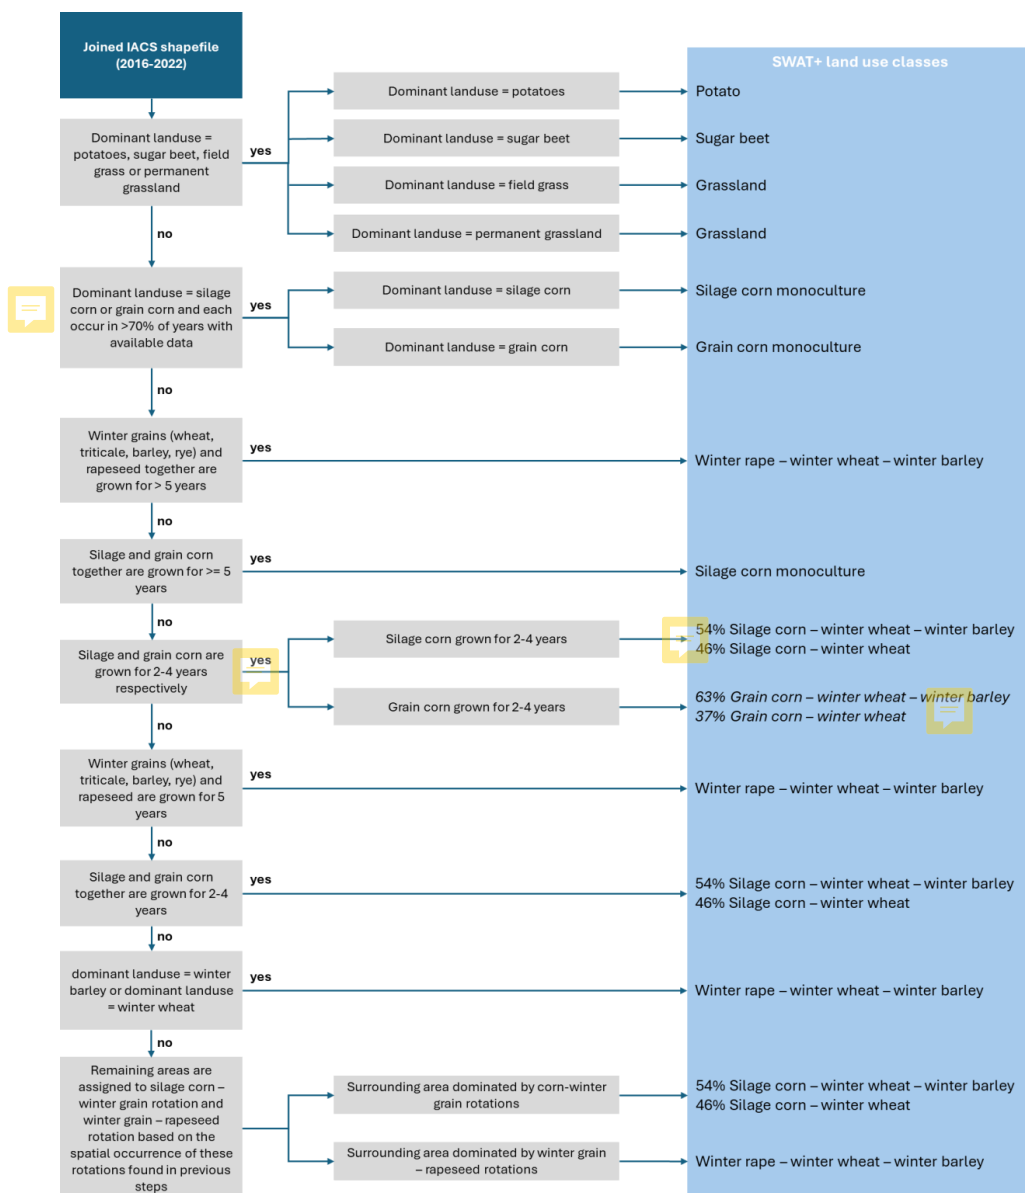 Joined IACS shapefile
(2016-2022)
SWAT+ land use classes
Dominant landuse =
potatoes, sugar beet, field
grass or permanent
grassland
yes
Dominant landuse = potatoes
Potato
Dominant landuse = sugar beet
Sugar beet
Dominant landuse = field grass
Grassland
Dominant landuse = permanent grassland
Grassland
no
Dominant landuse = silage
corn or grain corn and each
occur in >70% of years with
available data
yes
Dominant landuse = silage corn
Silage corn monoculture
Dominant landuse = grain corn
Grain corn monoculture
no
Winter grains (wheat,
triticale, barley, rye) and
rapeseed together are
grown for > 5 years
yes
Winter rape – winter wheat – winter barley
no
Silage and grain corn
together are grown for >= 5
years
yes
Silage corn monoculture
no
Silage and grain corn are
grown for 2-4 years
respectively
yes
Silage corn grown for 2-4 years
54% Silage corn – winter wheat – winter barley
46% Silage corn – winter wheat
Grain corn grown for 2-4 years
63% Grain corn – winter wheat – winter barley
37% Grain corn – winter wheat
no
Winter grains (wheat,
triticale, barley, rye) and
rapeseed are grown for 5
years
yes
Winter rape – winter wheat – winter barley
no
Silage and grain corn
together are grown for 2-4
years
yes
54% Silage corn – winter wheat – winter barley
46% Silage corn – winter wheat
no
dominant landuse = winter
barley or dominant landuse
= winter wheat
yes
Winter rape – winter wheat – winter barley
no
Remaining areas are
assigned to silage corn –
winter grain rotation and
winter grain – rapeseed
rotation based on the
spatial occurrence of these
rotations found in previous
steps
Surrounding area dominated by corn-winter
grain rotations
54% Silage corn – winter wheat – winter barley
46% Silage corn – winter wheat
Surrounding area dominated by winter grain
– rapeseed rotations
Winter rape – winter wheat – winter barley